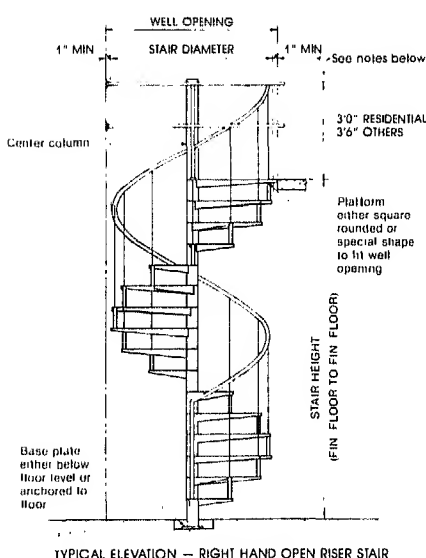 WELL OPENING
1" MIN
STAIR DIAMETER
1" MIN
See notes below
3'0" RESIDENTIAL
3'6" OTHERS
Center column
Platform
either square
rounded or
special shape
to fit well
opening
STAIR HEIGHT
(FIN FLOOR TO FIN FLOOR)
Base plate
either below
floor level or
anchored to
floor
TYPICAL ELEVATION — RIGHT HAND OPEN RISER STAIR